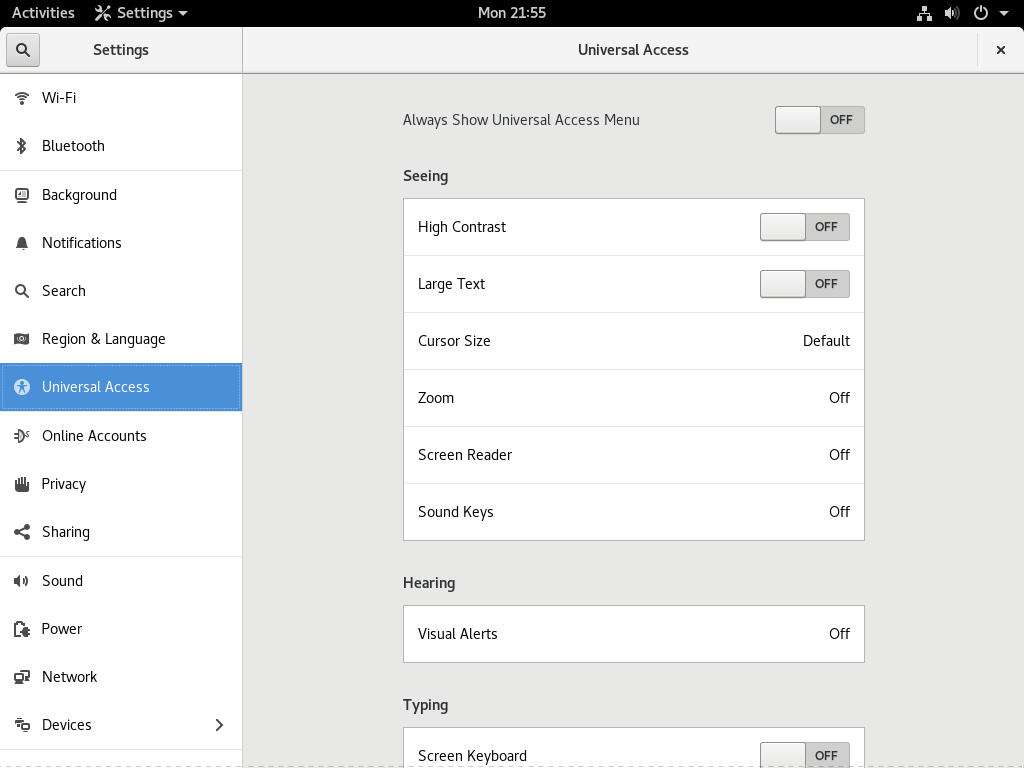 Activities Settings Mon 21:55
Settings Universal Access
Wi-Fi
Bluetooth
Background
Notifications
Search
Region & Language
Universal Access
Online Accounts
Privacy
Sharing
Sound
Power
Network
Devices
Always Show Universal Access Menu OFF
Seeing
High Contrast OFF
Large Text OFF
Cursor Size Default
Zoom Off
Screen Reader Off
Sound Keys Off
Hearing
Visual Alerts Off
Typing
Screen Keyboard OFF